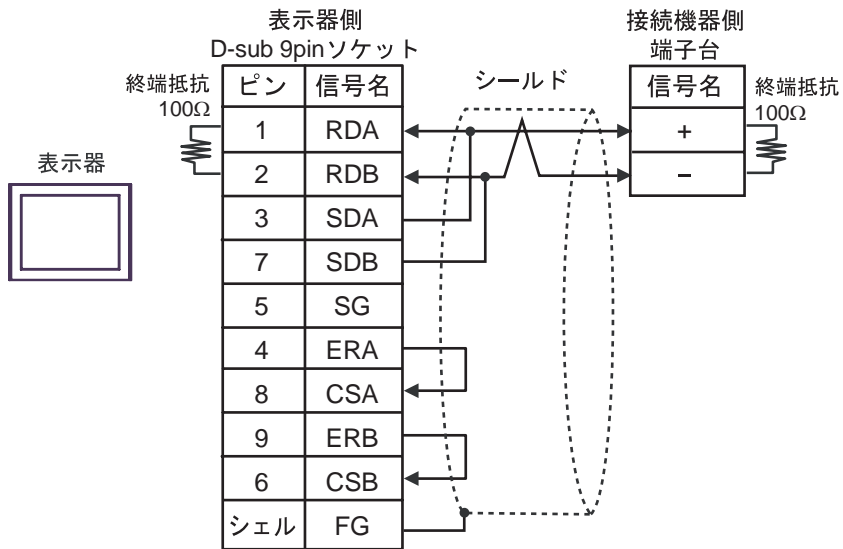 表示器側
D-sub 9pinソケット
接続機器側
端子台
終端抵抗
100Ω
ピン 信号名
シールド
信号名
終端抵抗
100Ω
表示器
1 RDA
+
2 RDB
−
3 SDA
7 SDB
5 SG
4 ERA
8 CSA
9 ERB
6 CSB
シェル FG